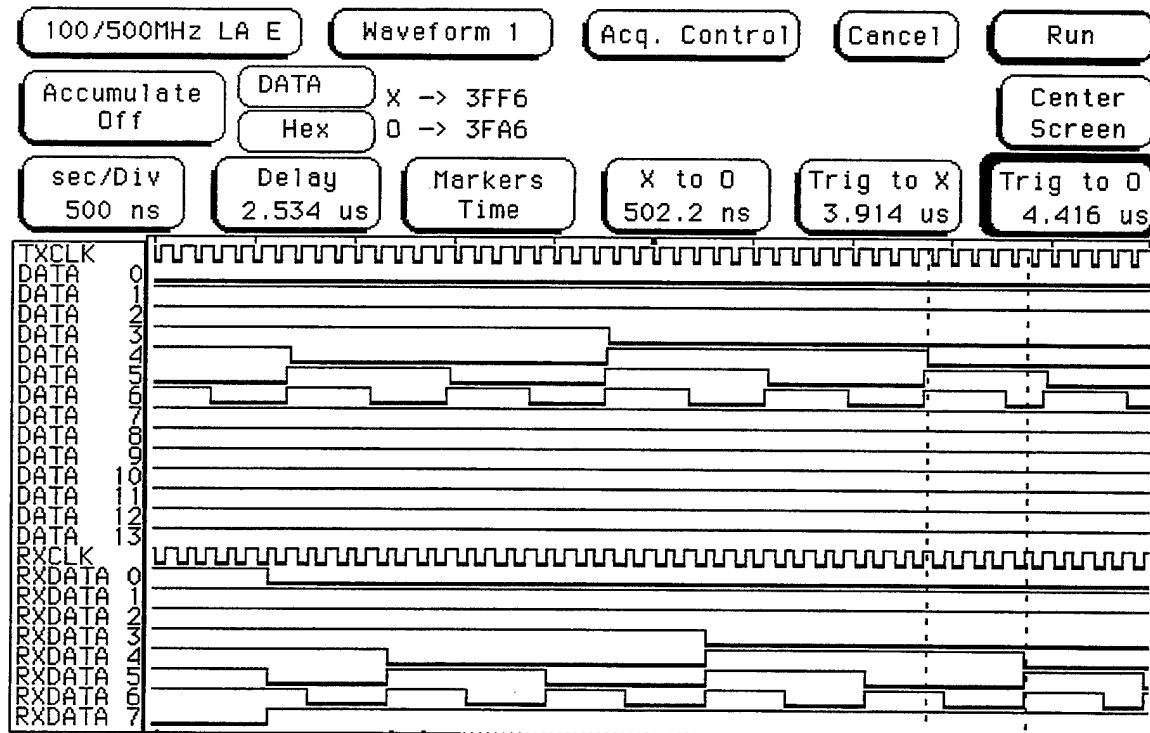 100/500MHz LA E Waveform 1 Acq. Control Cancel Run
Accumulate Off DATA X -> 3FF6 Center Screen
Hex O -> 3FA6
sec/Div Delay Markers X to O Trig to X Trig to O
500 ns 2.534 us Time 502.2 ns 3.914 us 4.416 us
TXCLK
DATA 0
DATA 1
DATA 2
DATA 3
DATA 4
DATA 5
DATA 6
DATA 7
DATA 8
DATA 9
DATA 10
DATA 11
DATA 12
DATA 13
RXCLK
RXDATA 0
RXDATA 1
RXDATA 2
RXDATA 3
RXDATA 4
RXDATA 5
RXDATA 6
RXDATA 7